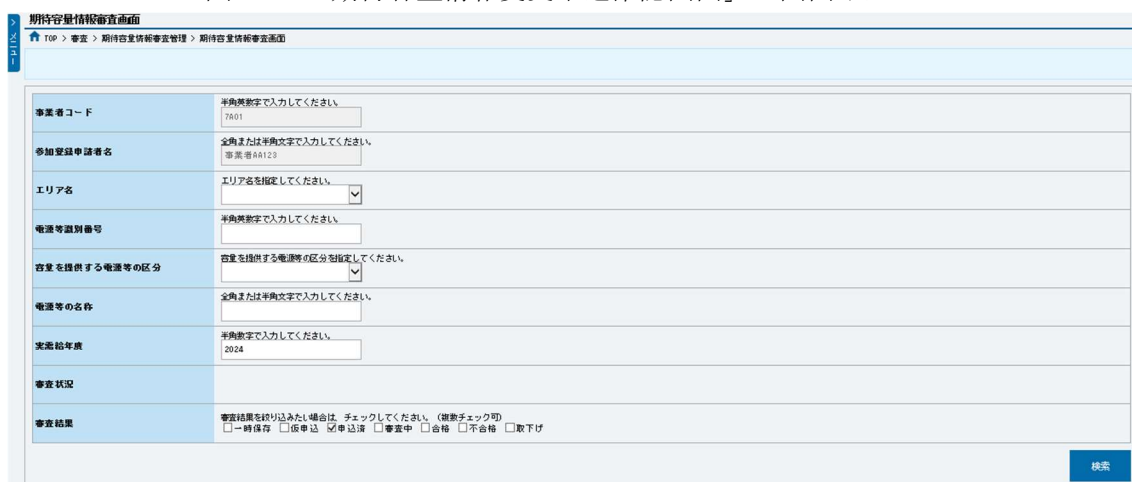 期待容量情報審査画面
TOP > 審査 > 期待容量情報審査管理 > 期待容量情報審査画面
メニュー
事業者コード
半角英数字で入力してください。
7A01
参加登録申請者名
全角または半角文字で入力してください。
事業者AA123
エリア名
エリア名を指定してください。
電源等識別番号
半角英数字で入力してください。
容量を提供する電源等の区分
容量を提供する電源等の区分を指定してください。
電源等の名称
全角または半角文字で入力してください。
実需給年度
半角数字で入力してください。
2024
審査状況
審査結果
審査結果を絞り込みたい場合は、チェックしてください。(複数チェック可)
一時保存 仮申込 申込済 審査中 合格 不合格 取下げ
検索